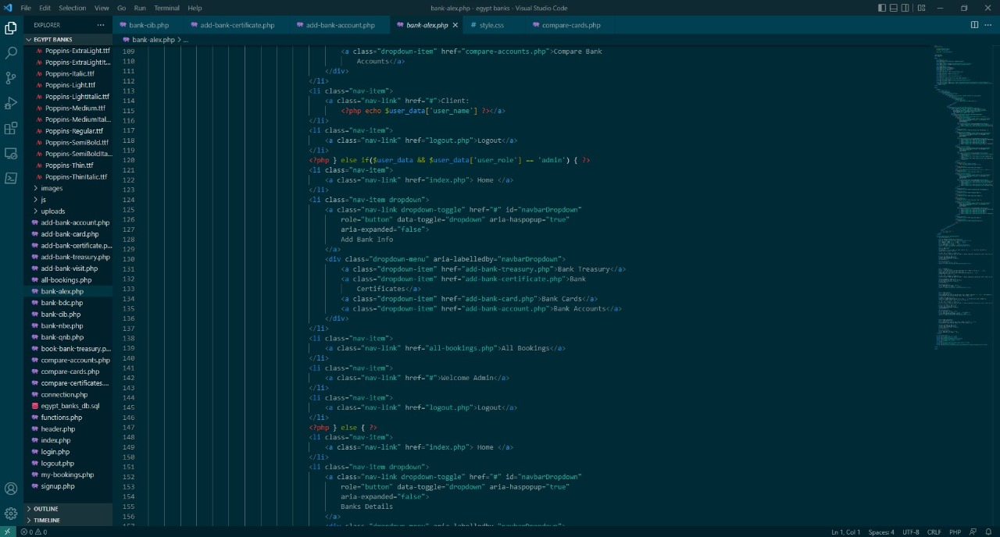 File Edit Selection View Go Run Terminal Help
bank-alex.php - egypt banks - Visual Studio Code
EXPLORER
bank-cib.php add-bank-certificate.php add-bank-account.php bank-alex.php style.css compare-cards.php
EGYPT BANKS
bank-alex.php > ...
Poppins-ExtraLight.ttf
Poppins-ExtraLightIt...
Poppins-Italic.ttf
Poppins-Light.ttf
Poppins-LightItalic.ttf
Poppins-Medium.ttf
Poppins-MediumItal...
Poppins-Regular.ttf
Poppins-SemiBold.ttf
Poppins-SemiBoldIta...
Poppins-Thin.ttf
Poppins-ThinItalic.ttf
images
js
uploads
add-bank-account.php
add-bank-card.php
add-bank-certificate.p...
add-bank-treasury.php
add-bank-visit.php
all-bookings.php
bank-alex.php
bank-bdc.php
bank-cib.php
bank-nbe.php
bank-qnb.php
book-bank-treasury.p...
compare-accounts.php
compare-cards.php
compare-certificates....
connection.php
egypt_banks_db.sql
functions.php
header.php
index.php
login.php
logout.php
my-bookings.php
signup.php
OUTLINE
TIMELINE
109 <a class="dropdown-item" href="compare-accounts.php">Compare Bank
110 Accounts</a>
111 </div>
112 </li>
113 <li class="nav-item">
114 <a class="nav-link" href="#">Client:
115 <?php echo $user_data['user_name'] ?></a>
116 </li>
117 <li class="nav-item">
118 <a class="nav-link" href="logout.php">Logout</a>
119 </li>
120 <?php } else if($user_data && $user_data['user_role'] == 'admin') { ?>
121 <li class="nav-item">
122 <a class="nav-link" href="index.php"> Home </a>
123 </li>
124 <li class="nav-item dropdown">
125 <a class="nav-link dropdown-toggle" href="#" id="navbarDropdown"
126 role="button" data-toggle="dropdown" aria-haspopup="true"
127 aria-expanded="false">
128 Add Bank Info
129 </a>
130 <div class="dropdown-menu" aria-labelledby="navbarDropdown">
131 <a class="dropdown-item" href="add-bank-treasury.php">Bank Treasury</a>
132 <a class="dropdown-item" href="add-bank-certificate.php">Bank
133 Certificates</a>
134 <a class="dropdown-item" href="add-bank-card.php">Bank Cards</a>
135 <a class="dropdown-item" href="add-bank-account.php">Bank Accounts</a>
136 </div>
137 </li>
138 <li class="nav-item">
139 <a class="nav-link" href="all-bookings.php">All Bookings</a>
140 </li>
141 <li class="nav-item">
142 <a class="nav-link" href="#">Welcome Admin</a>
143 </li>
144 <li class="nav-item">
145 <a class="nav-link" href="logout.php">Logout</a>
146 </li>
147 <?php } else { ?>
148 <li class="nav-item">
149 <a class="nav-link" href="index.php"> Home </a>
150 </li>
151 <li class="nav-item dropdown">
152 <a class="nav-link dropdown-toggle" href="#" id="navbarDropdown"
153 role="button" data-toggle="dropdown" aria-haspopup="true"
154 aria-expanded="false">
155 Banks Details
156 </a>
157 <div class="dropdown-menu" aria-labelledby="navbarDropdown">
0 0 Ln 1, Col 1 Spaces: 4 UTF-8 CRLF PHP